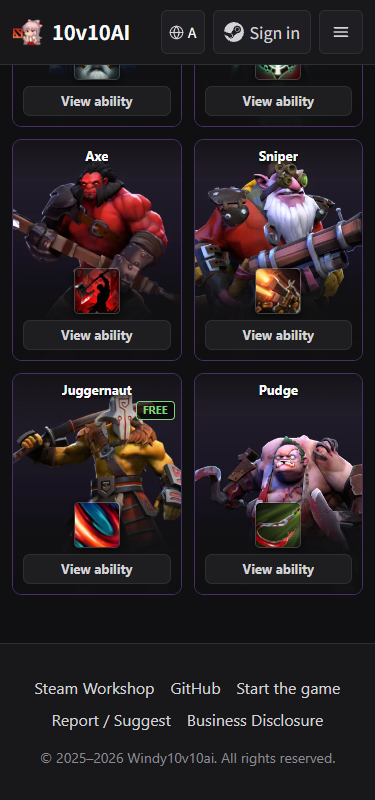 10v10AI
A
Sign in
View ability
View ability
Axe
Sniper
View ability
View ability
Juggernaut
Pudge
FREE
View ability
View ability
Steam Workshop
GitHub
Start the game
Report / Suggest
Business Disclosure
© 2025–2026 Windy10v10ai. All rights reserved.